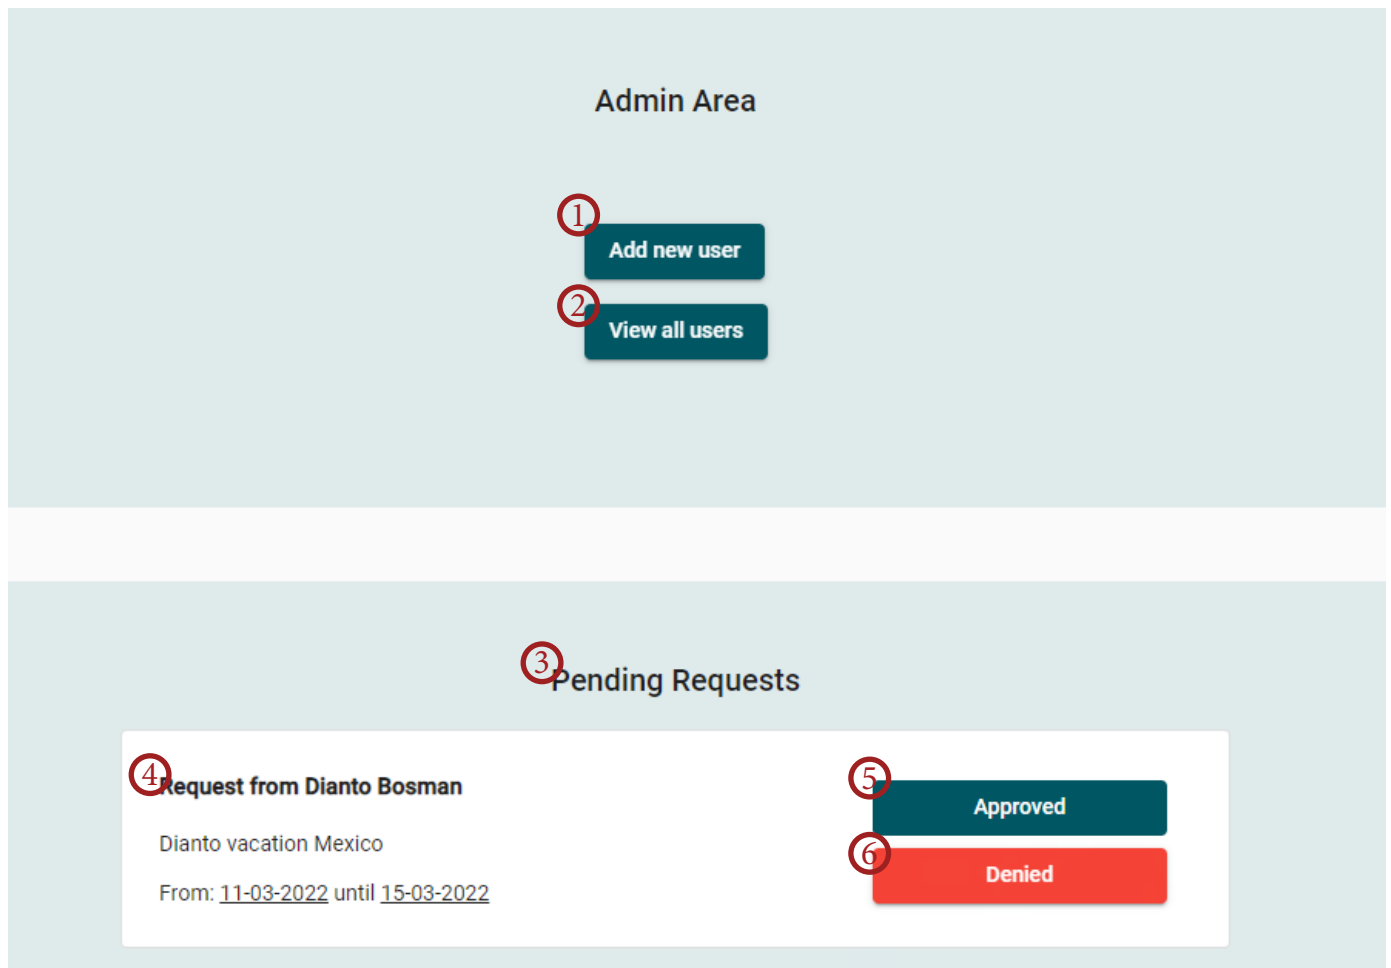 Admin Area
1
Add new user
2
View all users
3
Pending Requests
4
Request from Dianto Bosman
Dianto vacation Mexico
From: 11-03-2022 until 15-03-2022
5
Approved
6
Denied